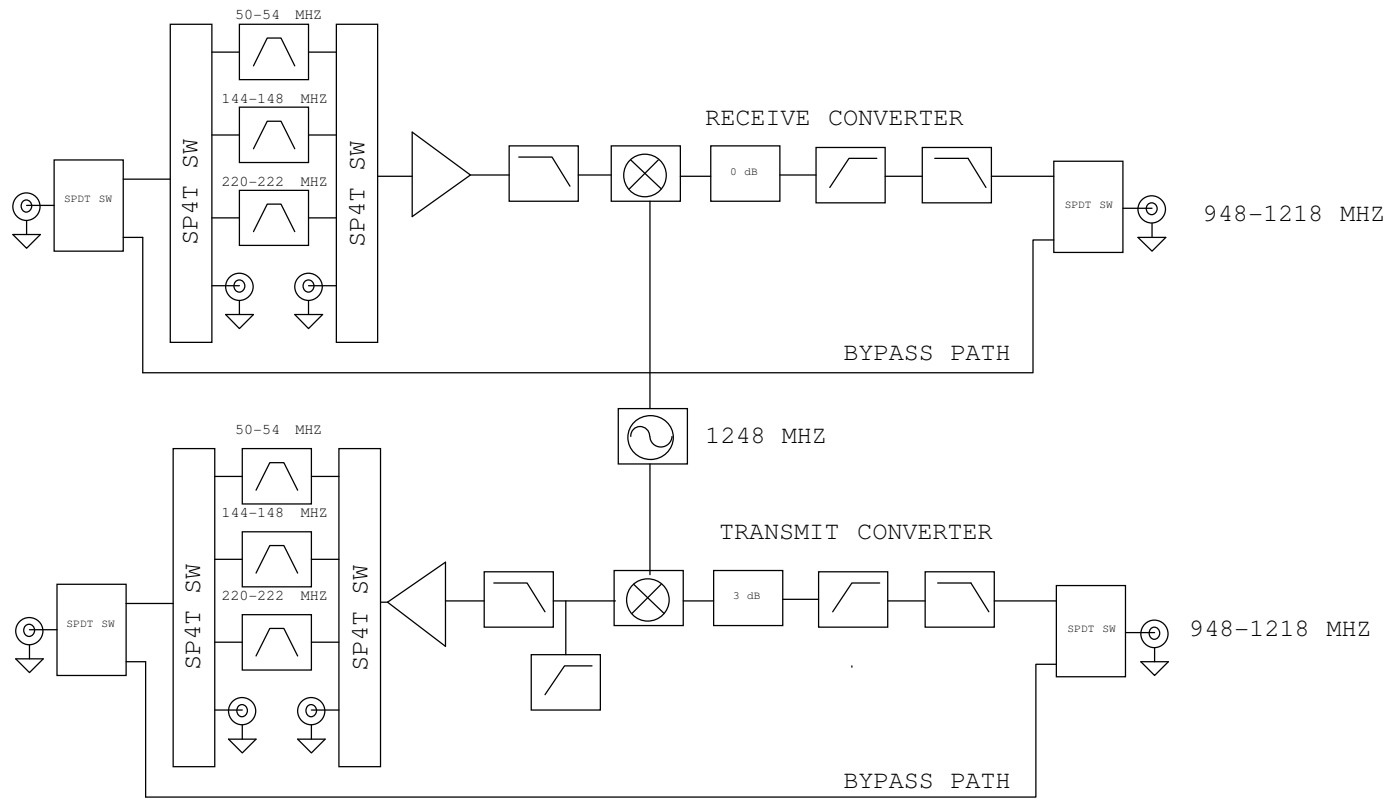 50-54 MHZ
144-148 MHZ
220-222 MHZ
SP4T SW
SP4T SW
SPDT SW
RECEIVE CONVERTER
0 dB
SPDT SW
948-1218 MHZ
BYPASS PATH
1248 MHZ
50-54 MHZ
144-148 MHZ
220-222 MHZ
SP4T SW
SP4T SW
SPDT SW
TRANSMIT CONVERTER
3 dB
SPDT SW
948-1218 MHZ
BYPASS PATH